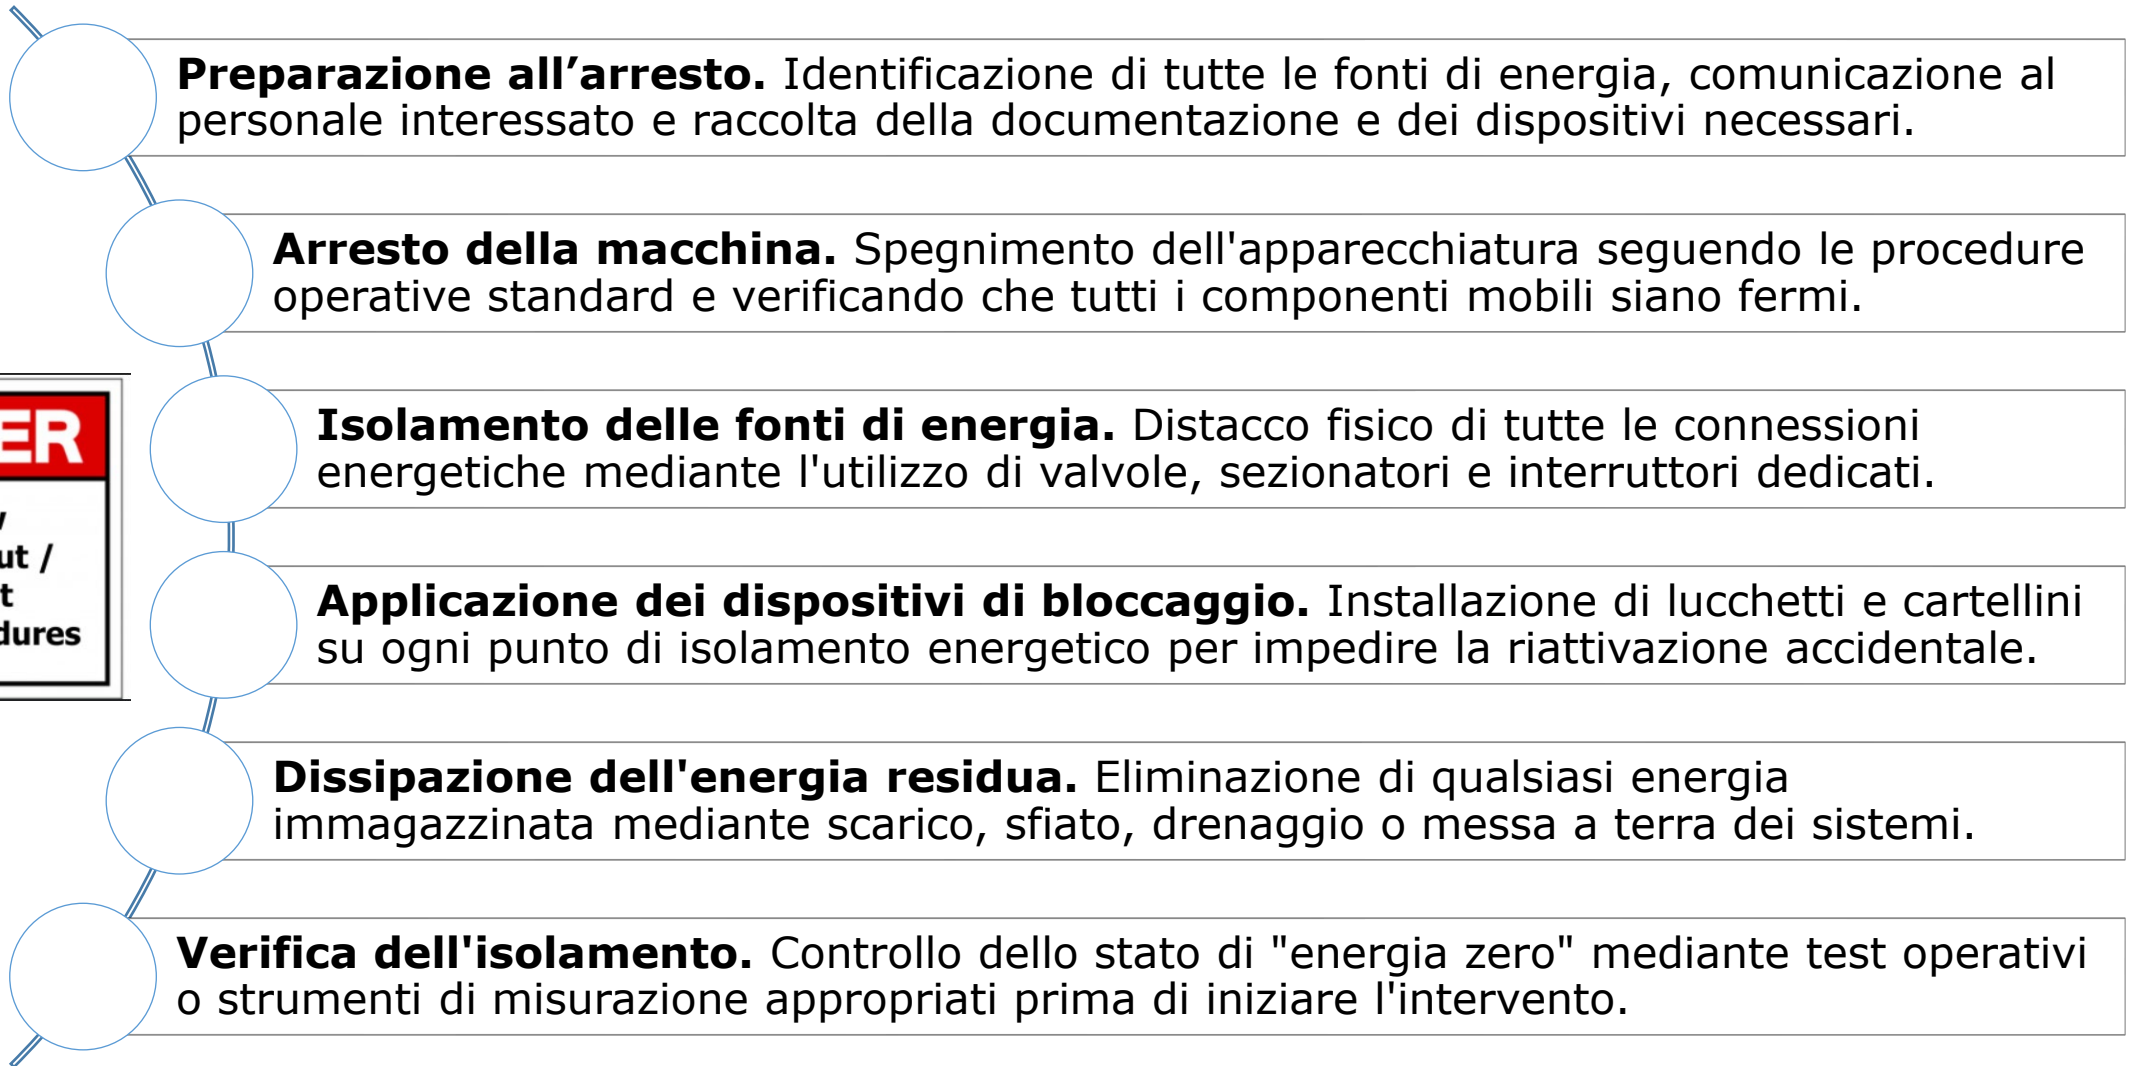 Preparazione all’arresto. Identificazione di tutte le fonti di energia, comunicazione al
personale interessato e raccolta della documentazione e dei dispositivi necessari.
Arresto della macchina. Spegnimento dell'apparecchiatura seguendo le procedure
operative standard e verificando che tutti i componenti mobili siano fermi.
Isolamento delle fonti di energia. Distacco fisico di tutte le connessioni
energetiche mediante l'utilizzo di valvole, sezionatori e interruttori dedicati.
Applicazione dei dispositivi di bloccaggio. Installazione di lucchetti e cartellini
su ogni punto di isolamento energetico per impedire la riattivazione accidentale.
Dissipazione dell'energia residua. Eliminazione di qualsiasi energia
immagazzinata mediante scarico, sfiato, drenaggio o messa a terra dei sistemi.
Verifica dell'isolamento. Controllo dello stato di "energia zero" mediante test operativi
o strumenti di misurazione appropriati prima di iniziare l'intervento.